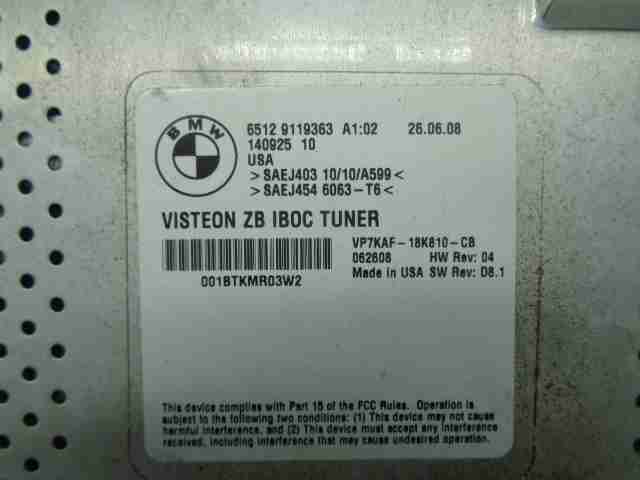 BMW
6512 9119363 A1:02 26.06.08
140925 10
USA
>SAEJ403 10/10/A599<
>SAEJ454 6063-T6<
VISTEON ZB IBOC TUNER
VP7KAF-18K810-CB
062608 HW Rev: 04
Made in USA SW Rev: D8.1
001BTKMR03W2
This device complies with Part 15 of the FCC Rules. Operation is
subject to the following two conditions: (1) This device may not cause
harmful interference, and (2) This device must accept any interference
received, including interference that may cause undesired operation.